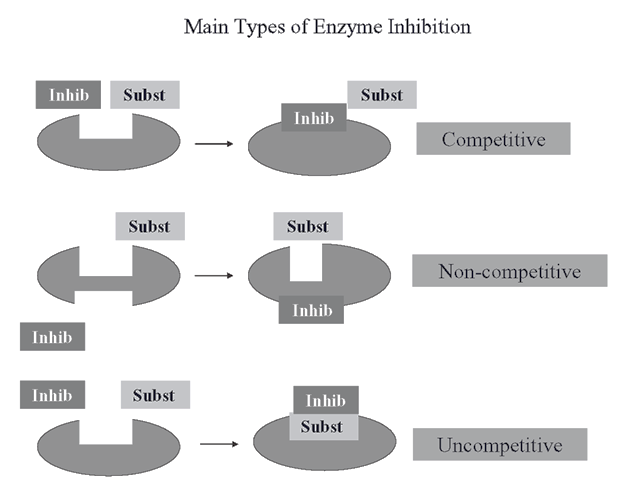 Main Types of Enzyme Inhibition
Inhib Subst
Subst
Inhib
Competitive
Subst
Subst
Non-competitive
Inhib
Inhib
Inhib Subst
Inhib
Subst
Uncompetitive